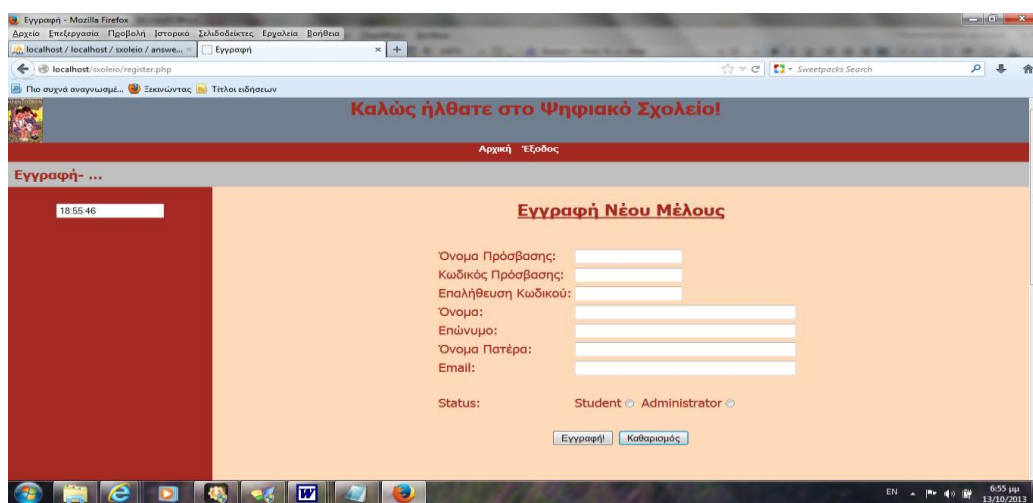 Εγγραφή - Mozilla Firefox
Αρχείο Επεξεργασία Προβολή Ιστορικό Σελιδοδείκτες Εργαλεία Βοήθεια
localhost / localhost / sxoleio / answe... Εγγραφή
localhost/sxoleio/register.php Sweetpacks Search
Πιο συχνά αναγνωσμέ... Ξεκινώντας Τίτλοι ειδήσεων
Καλώς ήλθατε στο Ψηφιακό Σχολείο!
Αρχική Έξοδος
Εγγραφή- ...
18:55:46
Εγγραφή Νέου Μέλους
Όνομα Πρόσβασης:
Κωδικός Πρόσβασης:
Επαλήθευση Κωδικού:
Όνομα:
Επώνυμο:
Όνομα Πατέρα:
Email:
Status: Student Administrator
Εγγραφή! Καθαρισμός
EN 6:55 μμ
13/10/2013